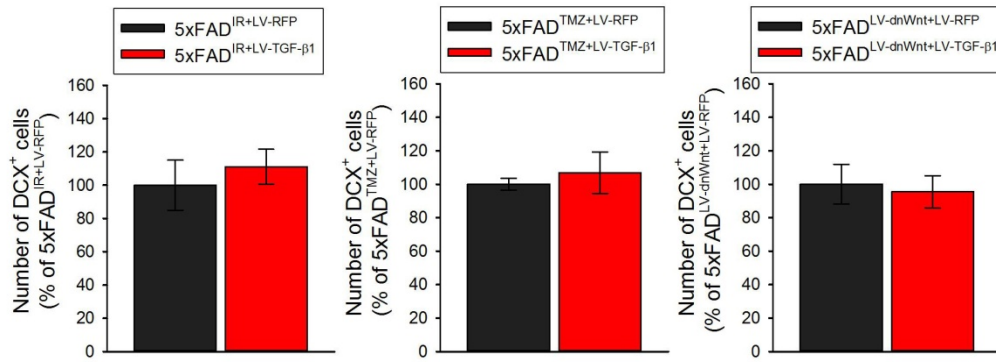 5xFAD^IR+LV-RFP
5xFAD^IR+LV-TGF-β1
Number of DCX⁺ cells
(% of 5xFAD^IR+LV-RFP)
160
140
120
100
80
60
40
20
0
5xFAD^TMZ+LV-RFP
5xFAD^TMZ+LV-TGF-β1
Number of DCX⁺ cells
(% of 5xFAD^TMZ+LV-RFP)
160
140
120
100
80
60
40
20
0
5xFAD^LV-dnWnt+LV-RFP
5xFAD^LV-dnWnt+LV-TGF-β1
Number of DCX⁺ cells
(% of 5xFAD^LV-dnWnt+LV-RFP)
160
140
120
100
80
60
40
20
0